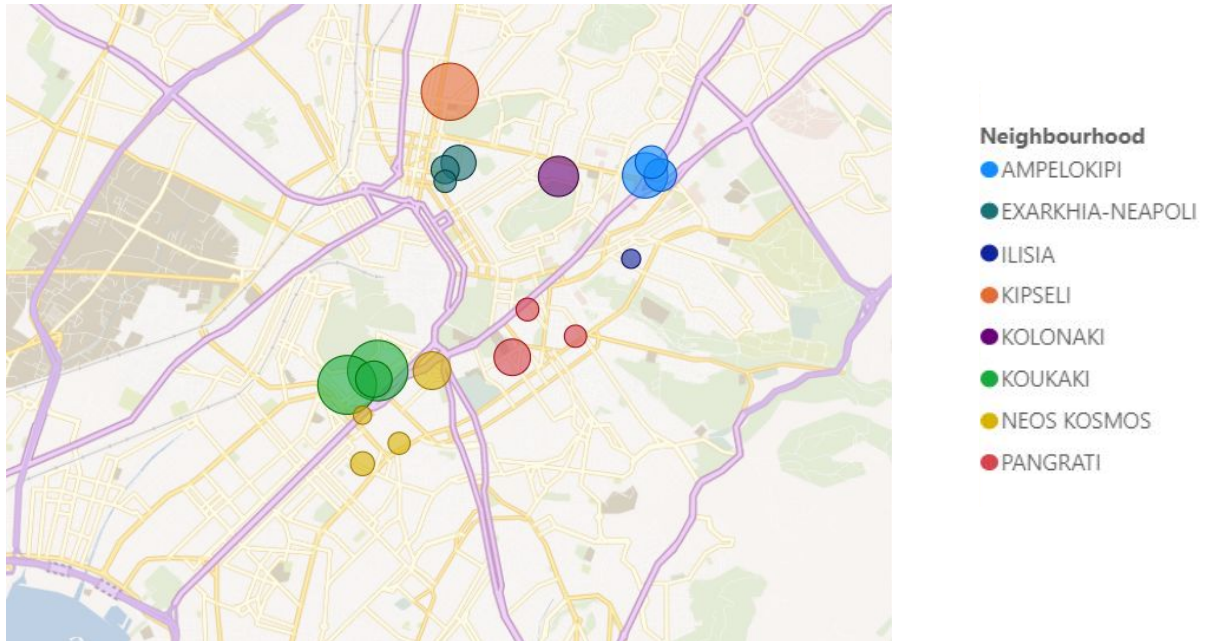 Neighbourhood
AMPELOKIPI
EXARKHIA-NEAPOLI
ILISIA
KIPSELI
KOLONAKI
KOUKAKI
NEOS KOSMOS
PANGRATI